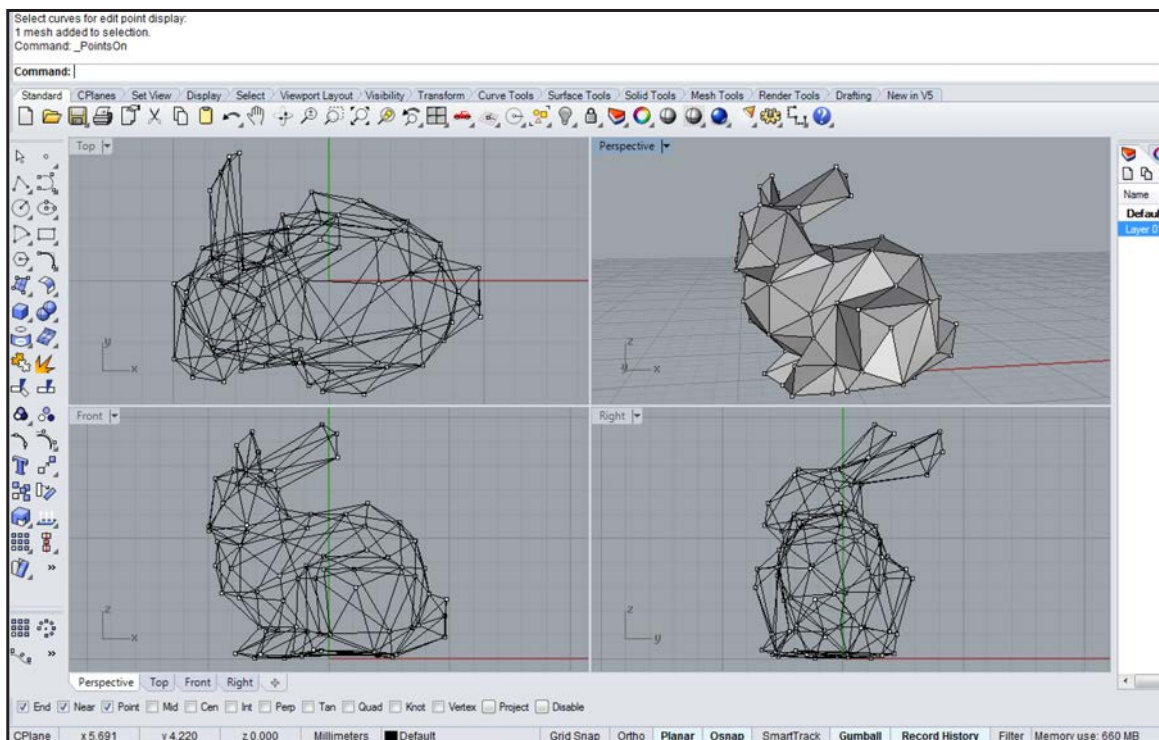 Select curves for edit point display:
1 mesh added to selection.
Command: _PointsOn
Command:
Standard CPlanes Set View Display Select Viewport Layout Visibility Transform Curve Tools Surface Tools Solid Tools Mesh Tools Render Tools Drafting New in V5
Top
Perspective
Name
Defaul
Layer 0
y
x
z
y x
Front
Right
z
x
z
y
Perspective Top Front Right
End Near Point Mid Cen Int Perp Tan Quad Knot Vertex Project Disable
CPlane x 5.691 y 4.220 z 0.000 Millimeters Default Grid Snap Ortho Planar Osnap SmartTrack Gumball Record History Filter Memory use: 660 MB